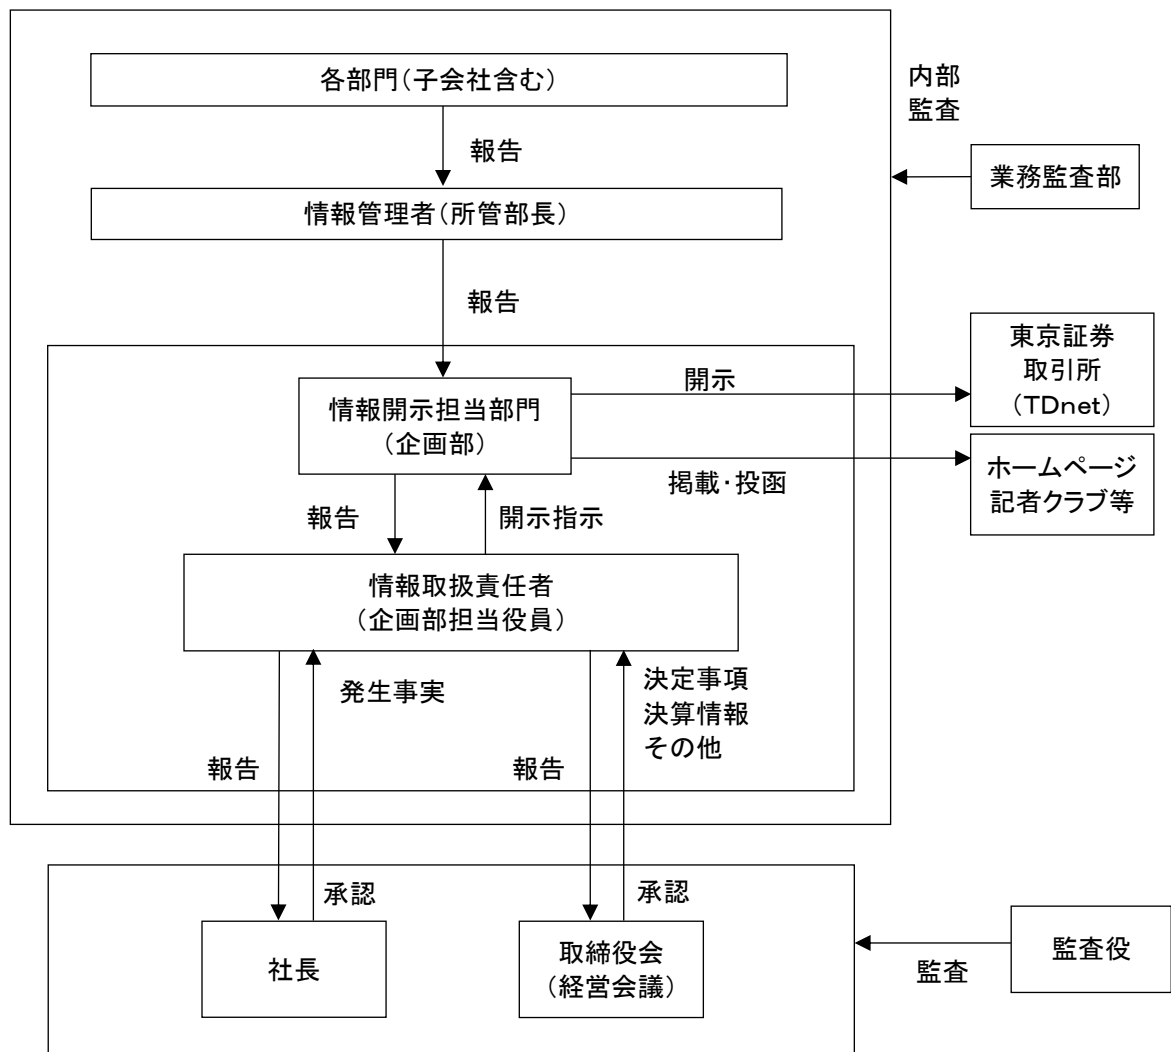 各部門(子会社含む)
内部
監査
報告
業務監査部
情報管理者(所管部長)
報告
東京証券
取引所
(TDnet)
開示
情報開示担当部門
(企画部)
ホームページ
記者クラブ等
掲載・投函
報告
開示指示
情報取扱責任者
(企画部担当役員)
発生事実
決定事項
決算情報
その他
報告
報告
承認
承認
社長
取締役会
(経営会議)
監査役
監査